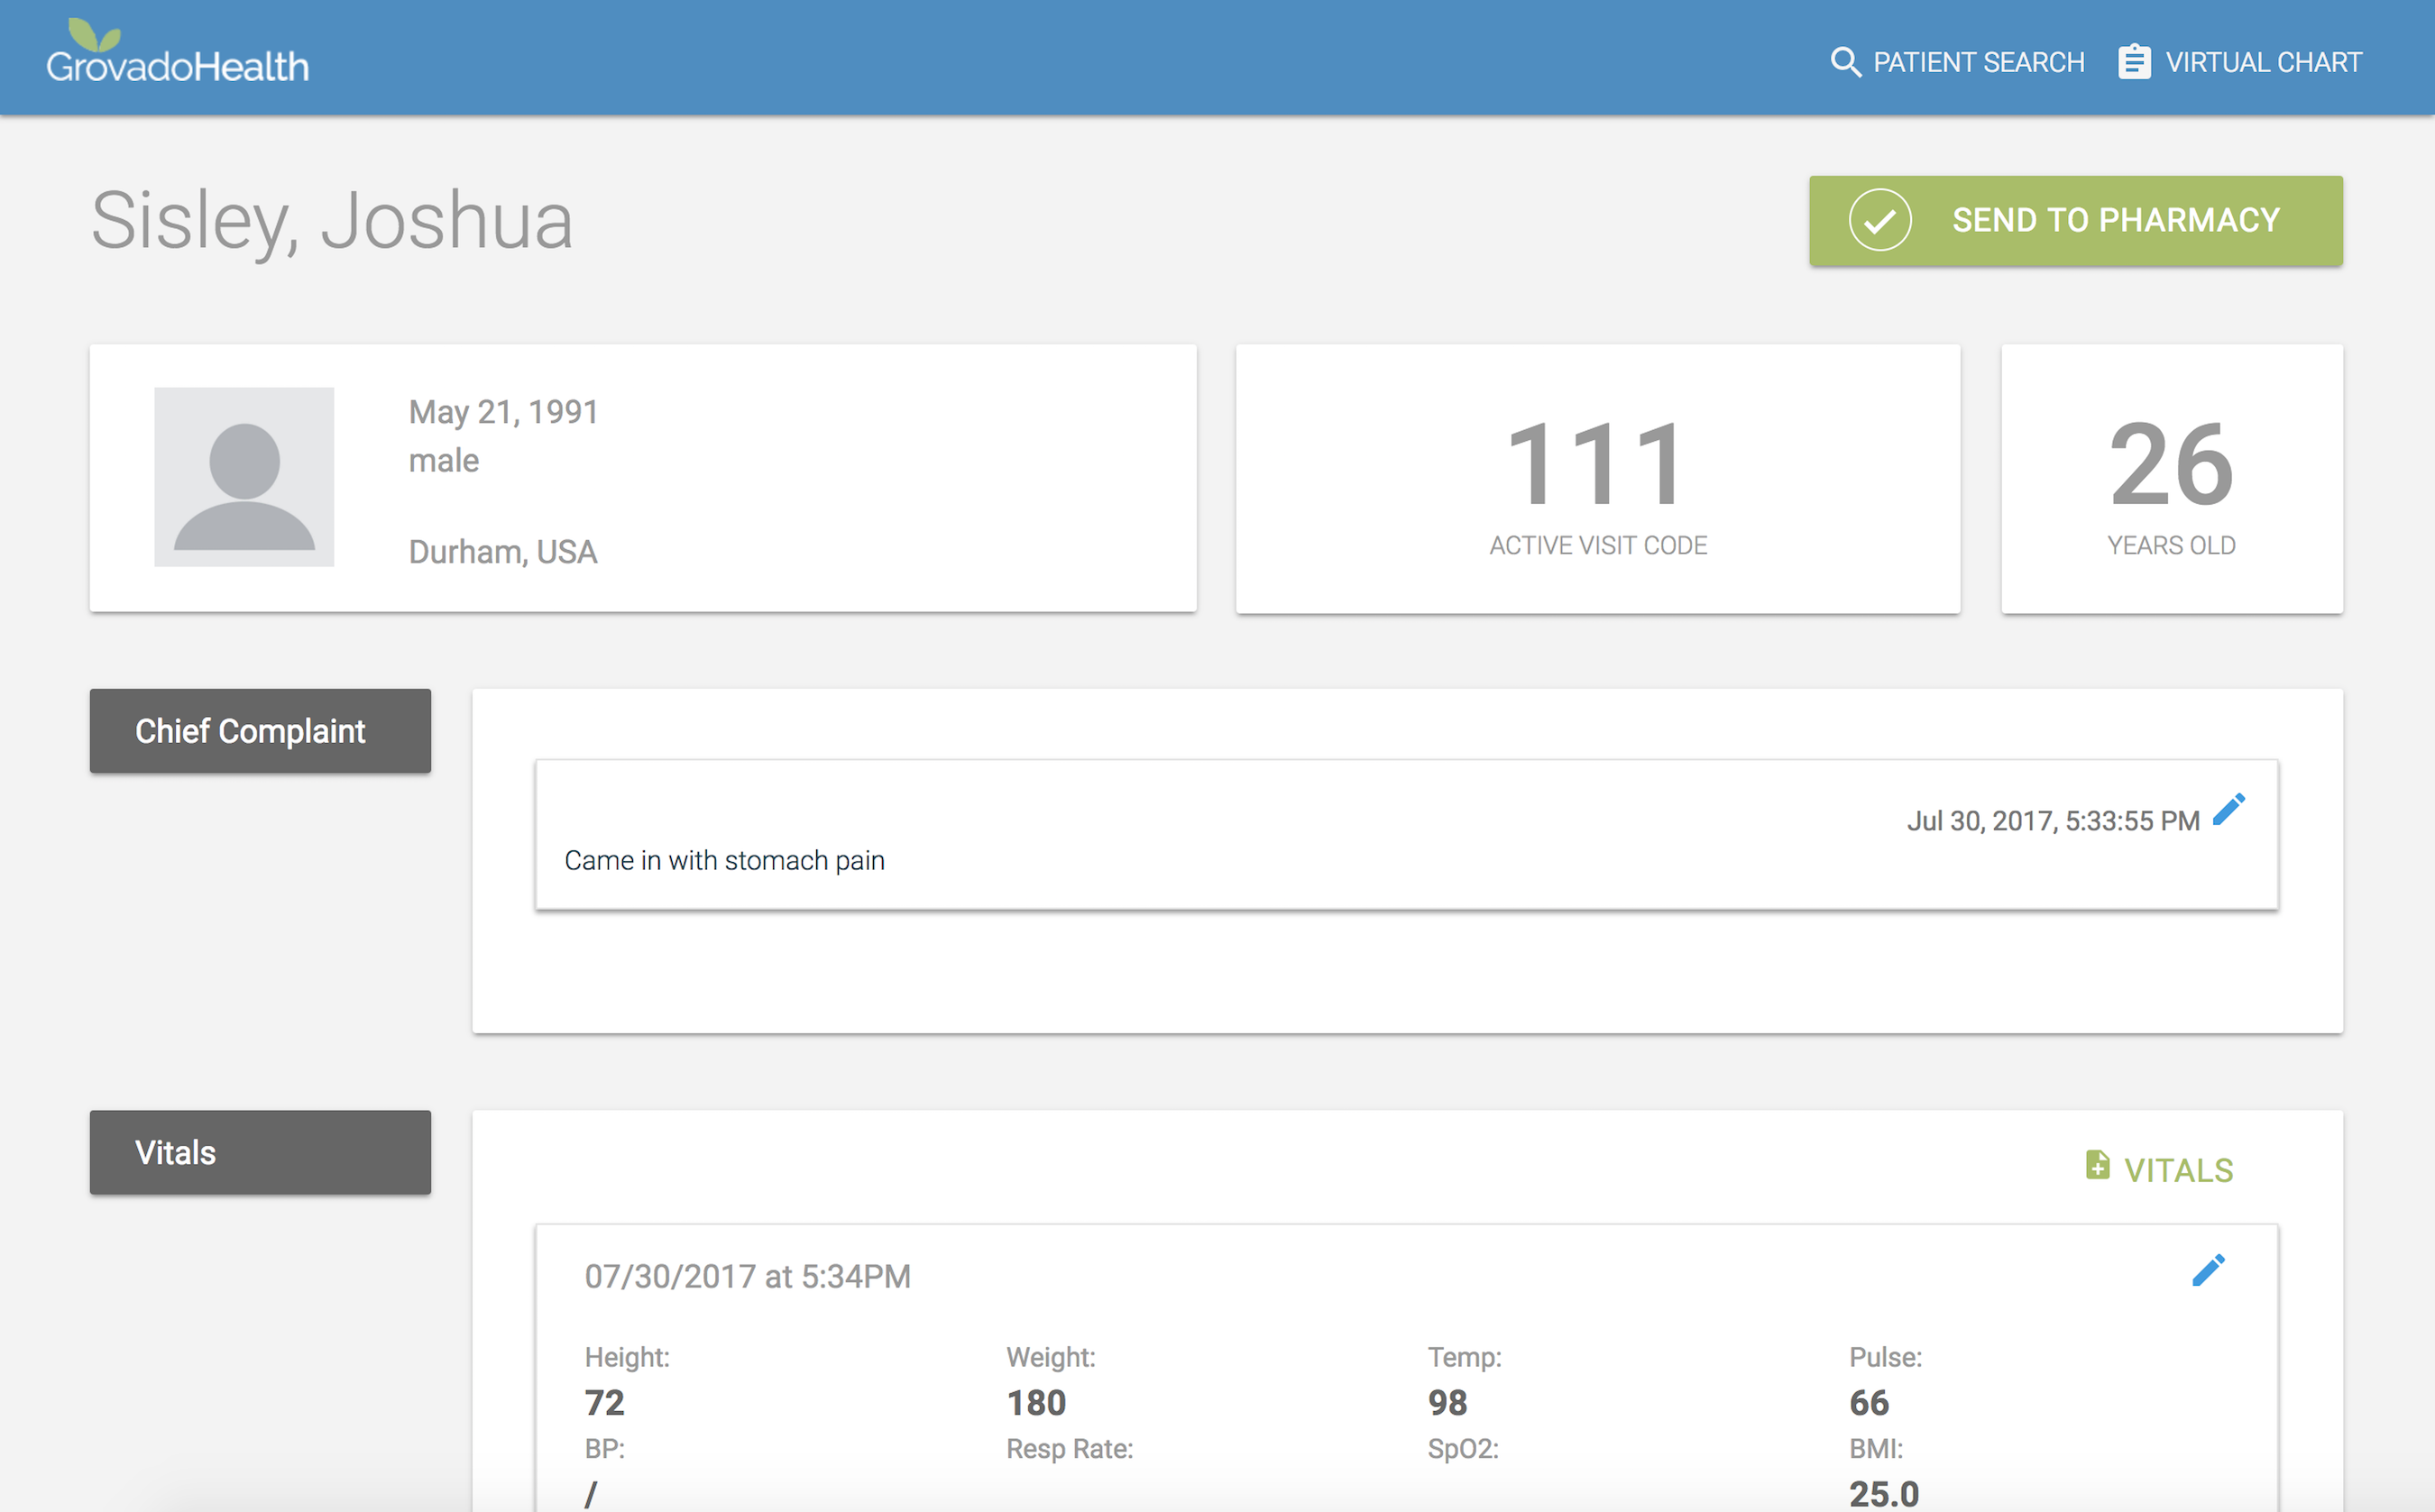 GrovadoHealth
PATIENT SEARCH
VIRTUAL CHART
Sisley, Joshua
SEND TO PHARMACY
May 21, 1991
male
Durham, USA
111
ACTIVE VISIT CODE
26
YEARS OLD
Chief Complaint
Jul 30, 2017, 5:33:55 PM
Came in with stomach pain
Vitals
VITALS
07/30/2017 at 5:34PM
Height: Weight: Temp: Pulse:
72 180 98 66
BP: Resp Rate: SpO2: BMI:
/ 25.0